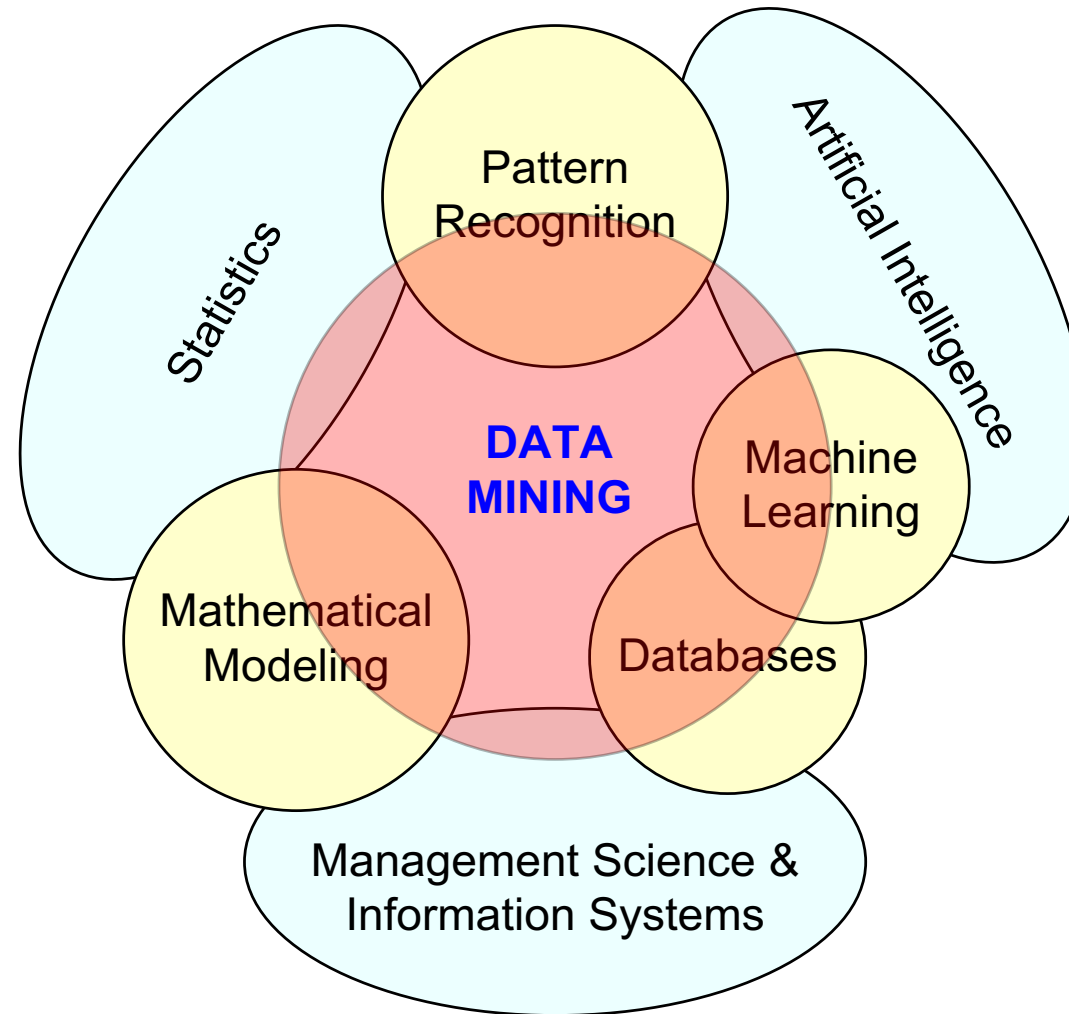 Pattern
Recognition
Statistics
Artificial Intelligence
DATA
MINING
Machine
Learning
Mathematical
Modeling
Databases
Management Science &
Information Systems